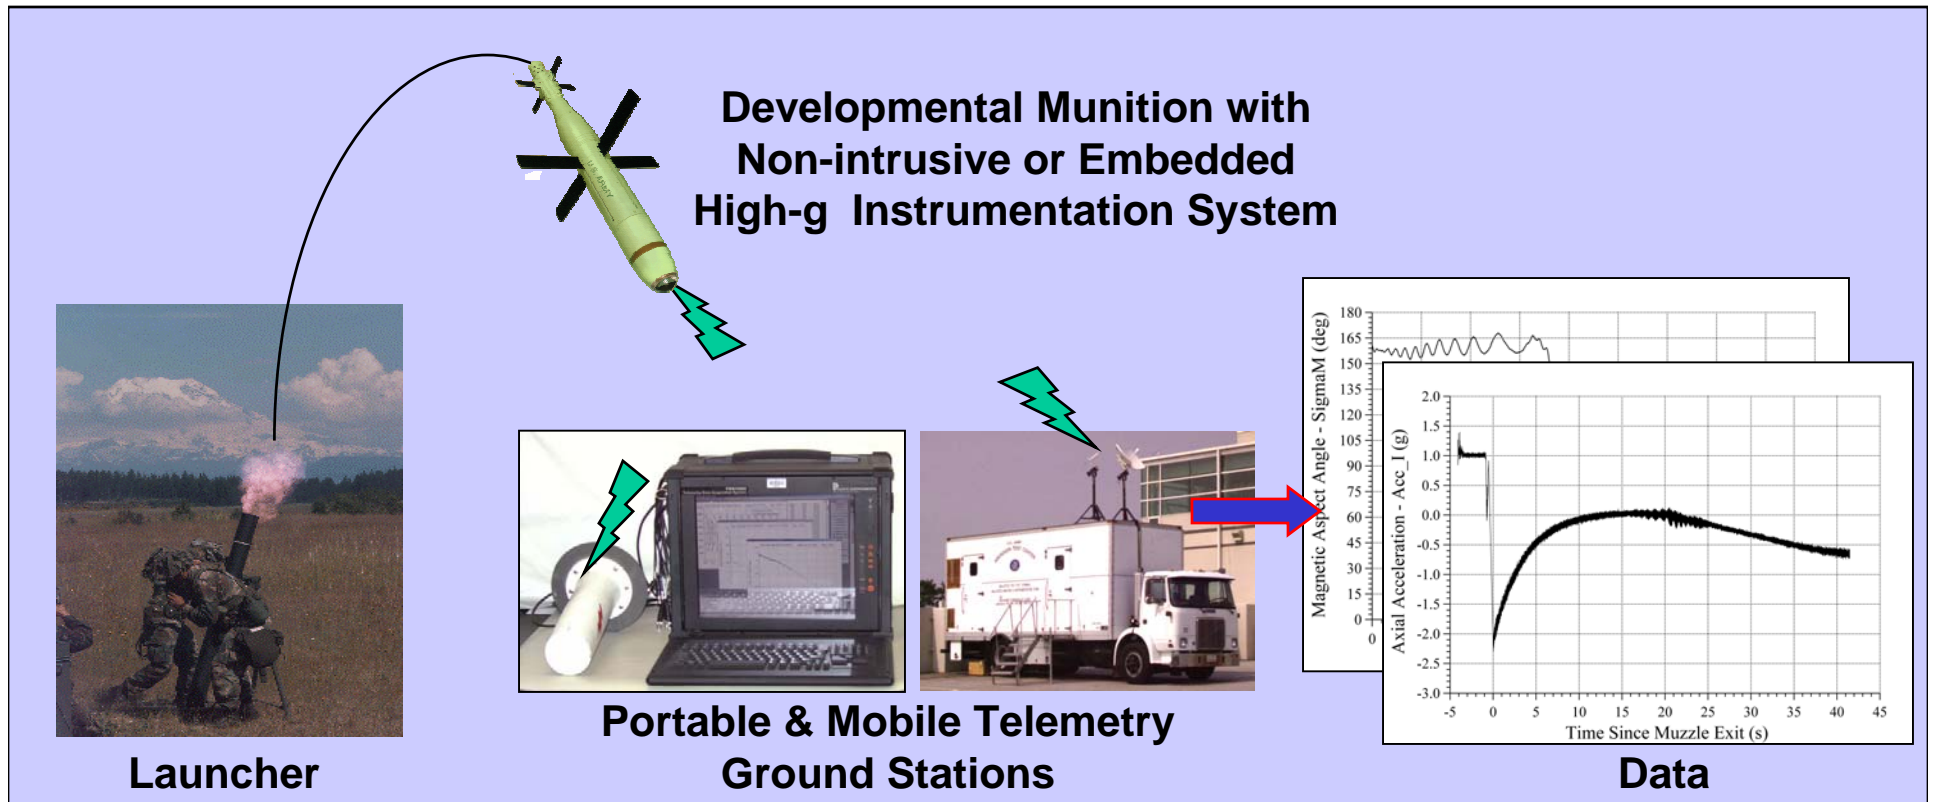 Developmental Munition with
Non-intrusive or Embedded
High-g Instrumentation System
U.S. ARMY
Launcher
Portable & Mobile Telemetry
Ground Stations
Magnetic Aspect Angle - SigmaM (deg)
180
165
150
135
120
105
90
75
60
45
30
15
0
0
Axial Acceleration - Acc_I (g)
2.0
1.5
1.0
0.5
0.0
-0.5
-1.0
-1.5
-2.0
-2.5
-3.0
-5 0 5 10 15 20 25 30 35 40 45
Time Since Muzzle Exit (s)
Data